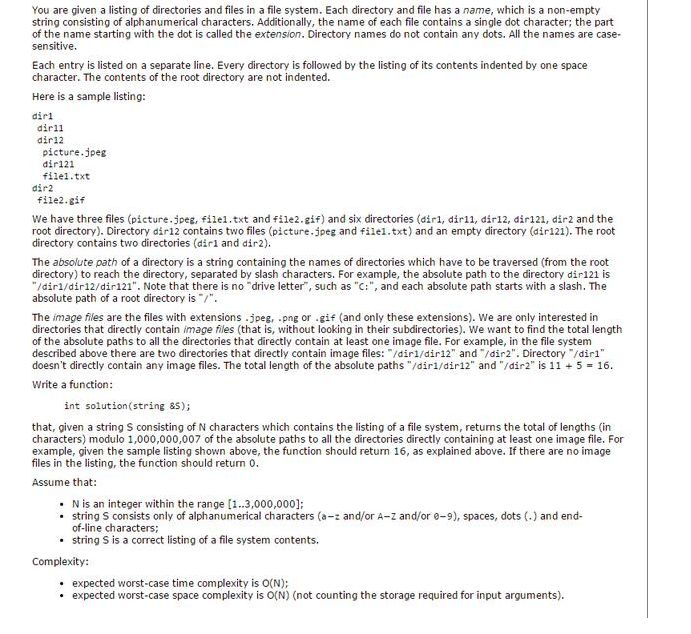 You are given a listing of directories and files in a file system. Each directory and file has a name, which is a non-empty
string consisting of alphanumerical characters. Additionally, the name of each file contains a single dot character; the part
of the name starting with the dot is called the extension. Directory names do not contain any dots. All the names are case-
sensitive.
Each entry is listed on a separate line. Every directory is followed by the listing of its contents indented by one space
character. The contents of the root directory are not indented.
Here is a sample listing:
dir1
 dir11
 dir12
  picture.jpeg
  dir121
  file1.txt
dir2
 file2.gif
We have three files (picture.jpeg, file1.txt and file2.gif) and six directories (dir1, dir11, dir12, dir121, dir2 and the
root directory). Directory dir12 contains two files (picture.jpeg and file1.txt) and an empty directory (dir121). The root
directory contains two directories (dir1 and dir2).
The absolute path of a directory is a string containing the names of directories which have to be traversed (from the root
directory) to reach the directory, separated by slash characters. For example, the absolute path to the directory dir121 is
"/dir1/dir12/dir121". Note that there is no "drive letter", such as "C:", and each absolute path starts with a slash. The
absolute path of a root directory is "/".
The image files are the files with extensions .jpeg, .png or .gif (and only these extensions). We are only interested in
directories that directly contain image files (that is, without looking in their subdirectories). We want to find the total length
of the absolute paths to all the directories that directly contain at least one image file. For example, in the file system
described above there are two directories that directly contain image files: "/dir1/dir12" and "/dir2". Directory "/dir1"
doesn't directly contain any image files. The total length of the absolute paths "/dir1/dir12" and "/dir2" is 11 + 5 = 16.
Write a function:
int solution(string &S);
that, given a string S consisting of N characters which contains the listing of a file system, returns the total of lengths (in
characters) modulo 1,000,000,007 of the absolute paths to all the directories directly containing at least one image file. For
example, given the sample listing shown above, the function should return 16, as explained above. If there are no image
files in the listing, the function should return 0.
Assume that:
• N is an integer within the range [1..3,000,000];
• string S consists only of alphanumerical characters (a-z and/or A-Z and/or 0-9), spaces, dots (.) and end-
of-line characters;
• string S is a correct listing of a file system contents.
Complexity:
• expected worst-case time complexity is O(N);
• expected worst-case space complexity is O(N) (not counting the storage required for input arguments).